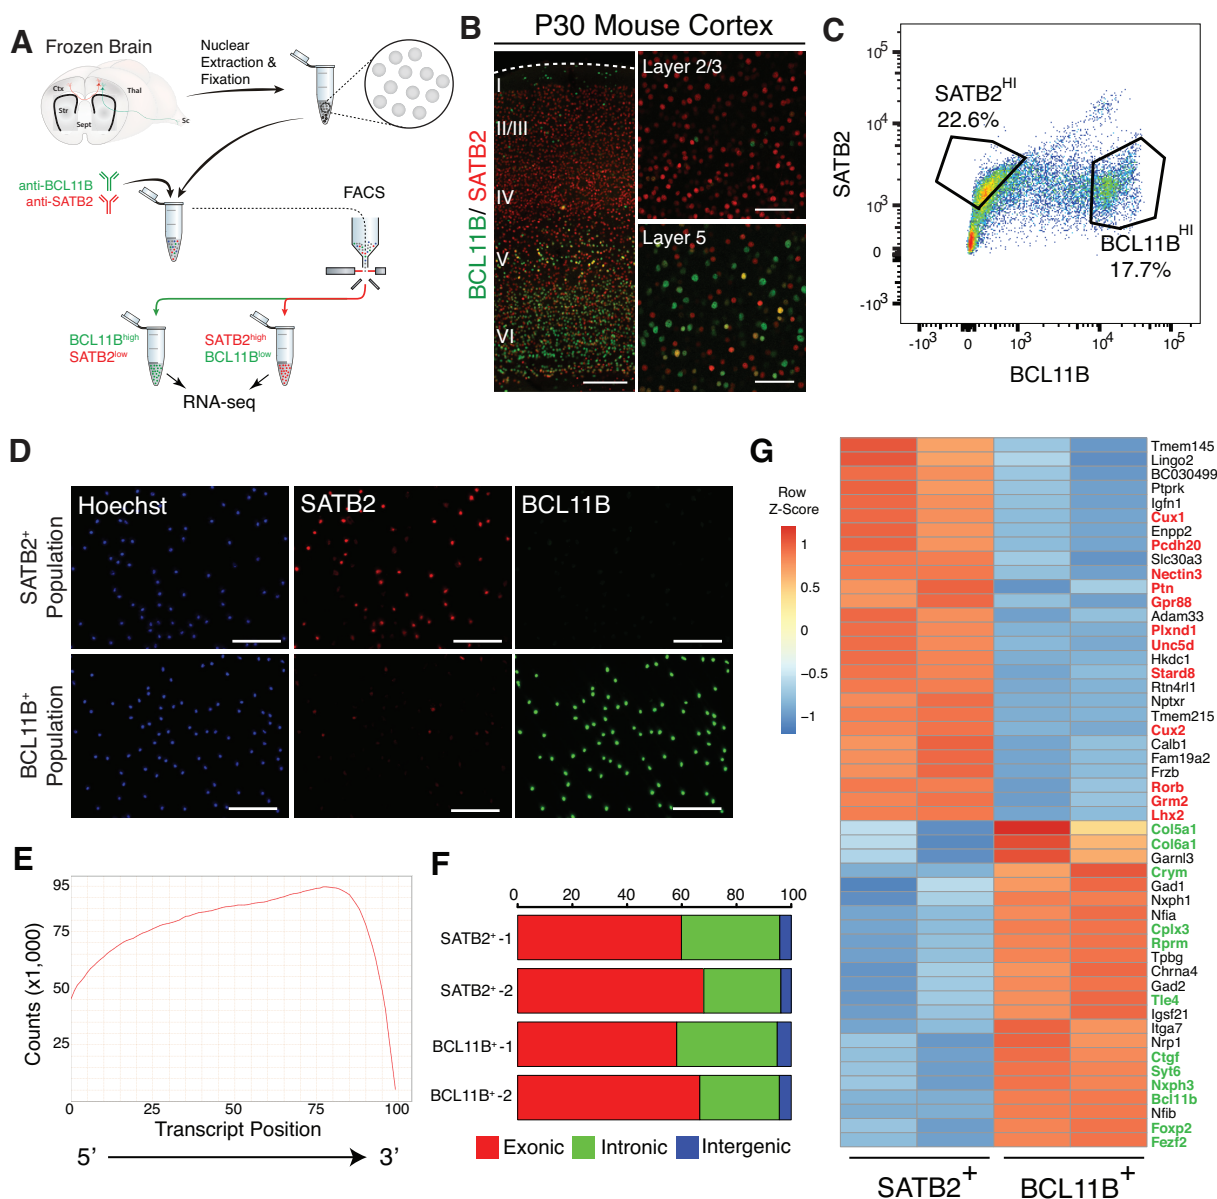 A
Frozen Brain
Nuclear
Extraction &
Fixation
Ctx
Thal
Str
Sept
Sc
anti-BCL11B
anti-SATB2
FACS
BCL11Bhigh
SATB2low
SATB2high
BCL11Blow
RNA-seq
B
P30 Mouse Cortex
BCL11B/ SATB2
I
II/III
IV
V
VI
Layer 2/3
Layer 5
C
SATB2
10^5
10^4
10^3
0
-10^3
SATB2^HI
22.6%
BCL11B^HI
17.7%
-10^3 0 10^3 10^4 10^5
BCL11B
D
Hoechst
SATB2
BCL11B
SATB2+
Population
BCL11B+
Population
E
Counts (x1,000)
95
75
50
25
0 25 50 75 100
Transcript Position
5’
3’
F
0 20 40 60 80 100
SATB2+-1
SATB2+-2
BCL11B+-1
BCL11B+-2
Exonic
Intronic
Intergenic
G
Row
Z-Score
1
0.5
0
−0.5
−1
Tmem145
Lingo2
BC030499
Ptprk
Igfn1
Cux1
Enpp2
Pcdh20
Slc30a3
Nectin3
Ptn
Gpr88
Adam33
Plxnd1
Unc5d
Hkdc1
Stard8
Rtn4rl1
Nptxr
Tmem215
Cux2
Calb1
Fam19a2
Frzb
Rorb
Grm2
Lhx2
Col5a1
Col6a1
Garnl3
Crym
Gad1
Nxph1
Nfia
Cplx3
Rprm
Tpbg
Chrna4
Gad2
Tle4
Igsf21
Itga7
Nrp1
Ctgf
Syt6
Nxph3
Bcl11b
Nfib
Foxp2
Fezf2
SATB2+
BCL11B+